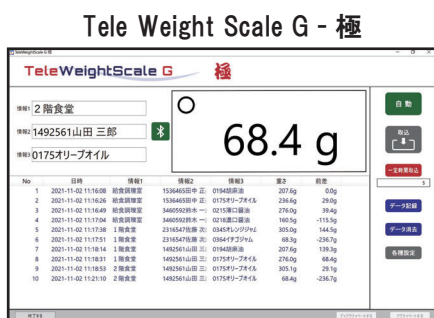 Tele Weight Scale G - 極
TeleWeightScale G 極
TeleWeightScale G 極
情報1 2 階食堂
情報2 1492561山田 三郎
情報3 0175オリーブオイル
68.4 g
自 動
取込
一定時間取込
5
データ記録
データ消去
各種設定
No 日時 情報1 情報2 情報3 重さ 前差
1 2021-11-02 11:16:08 給食調理室 1536465田中 正: 0194胡麻油 207.6g 0.0g
2 2021-11-02 11:16:26 給食調理室 1536465田中 正: 0175オリーブオイル 236.6g 29.0g
3 2021-11-02 11:16:49 給食調理室 3460592鈴木 一: 0215薄口醤油 276.0g 39.4g
4 2021-11-02 11:17:04 給食調理室 3460592鈴木 一: 0218濃口醤油 160.5g -115.5g
5 2021-11-02 11:17:38 1 階食堂 2316547佐藤 次: 0345オレンジジャム 305.0g 144.5g
6 2021-11-02 11:17:51 1 階食堂 2316547佐藤 次: 0364イチゴジャム 68.3g -236.7g
7 2021-11-02 11:18:14 1 階食堂 1492561山田 三: 0194胡麻油 207.6g 139.3g
8 2021-11-02 11:18:31 1 階食堂 1492561山田 三: 0175オリーブオイル 276.0g 68.4g
9 2021-11-02 11:18:53 2 階食堂 1492561山田 三: 0175オリーブオイル 305.1g 29.1g
10 2021-11-02 11:21:10 2 階食堂 1492561山田 三: 0175オリーブオイル 68.4g -236.7g
終了する